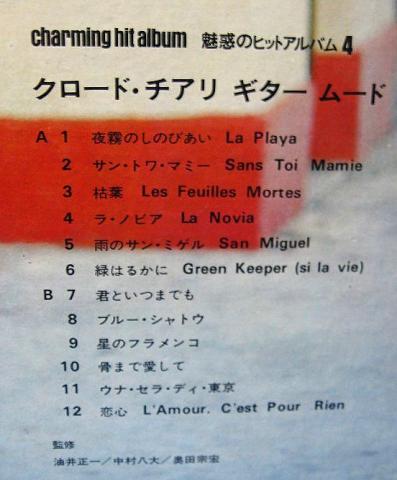 charming hit album 魅惑のヒットアルバム 4
クロード・チアリ ギター ムード
A 1 夜霧のしのびあい La Playa
2 サン・トワ・マミー Sans Toi Mamie
3 枯葉 Les Feuilles Mortes
4 ラ・ノビア La Novia
5 雨のサン・ミゲル San Miguel
6 緑はるかに Green Keeper (si la vie)
B 7 君といつまでも
8 ブルー・シャトウ
9 星のフラメンコ
10 骨まで愛して
11 ウナ・セラ・ディ・東京
12 恋心 L'Amour, C'est Pour Rien
監修
油井正一/中村八大/奥田宗宏